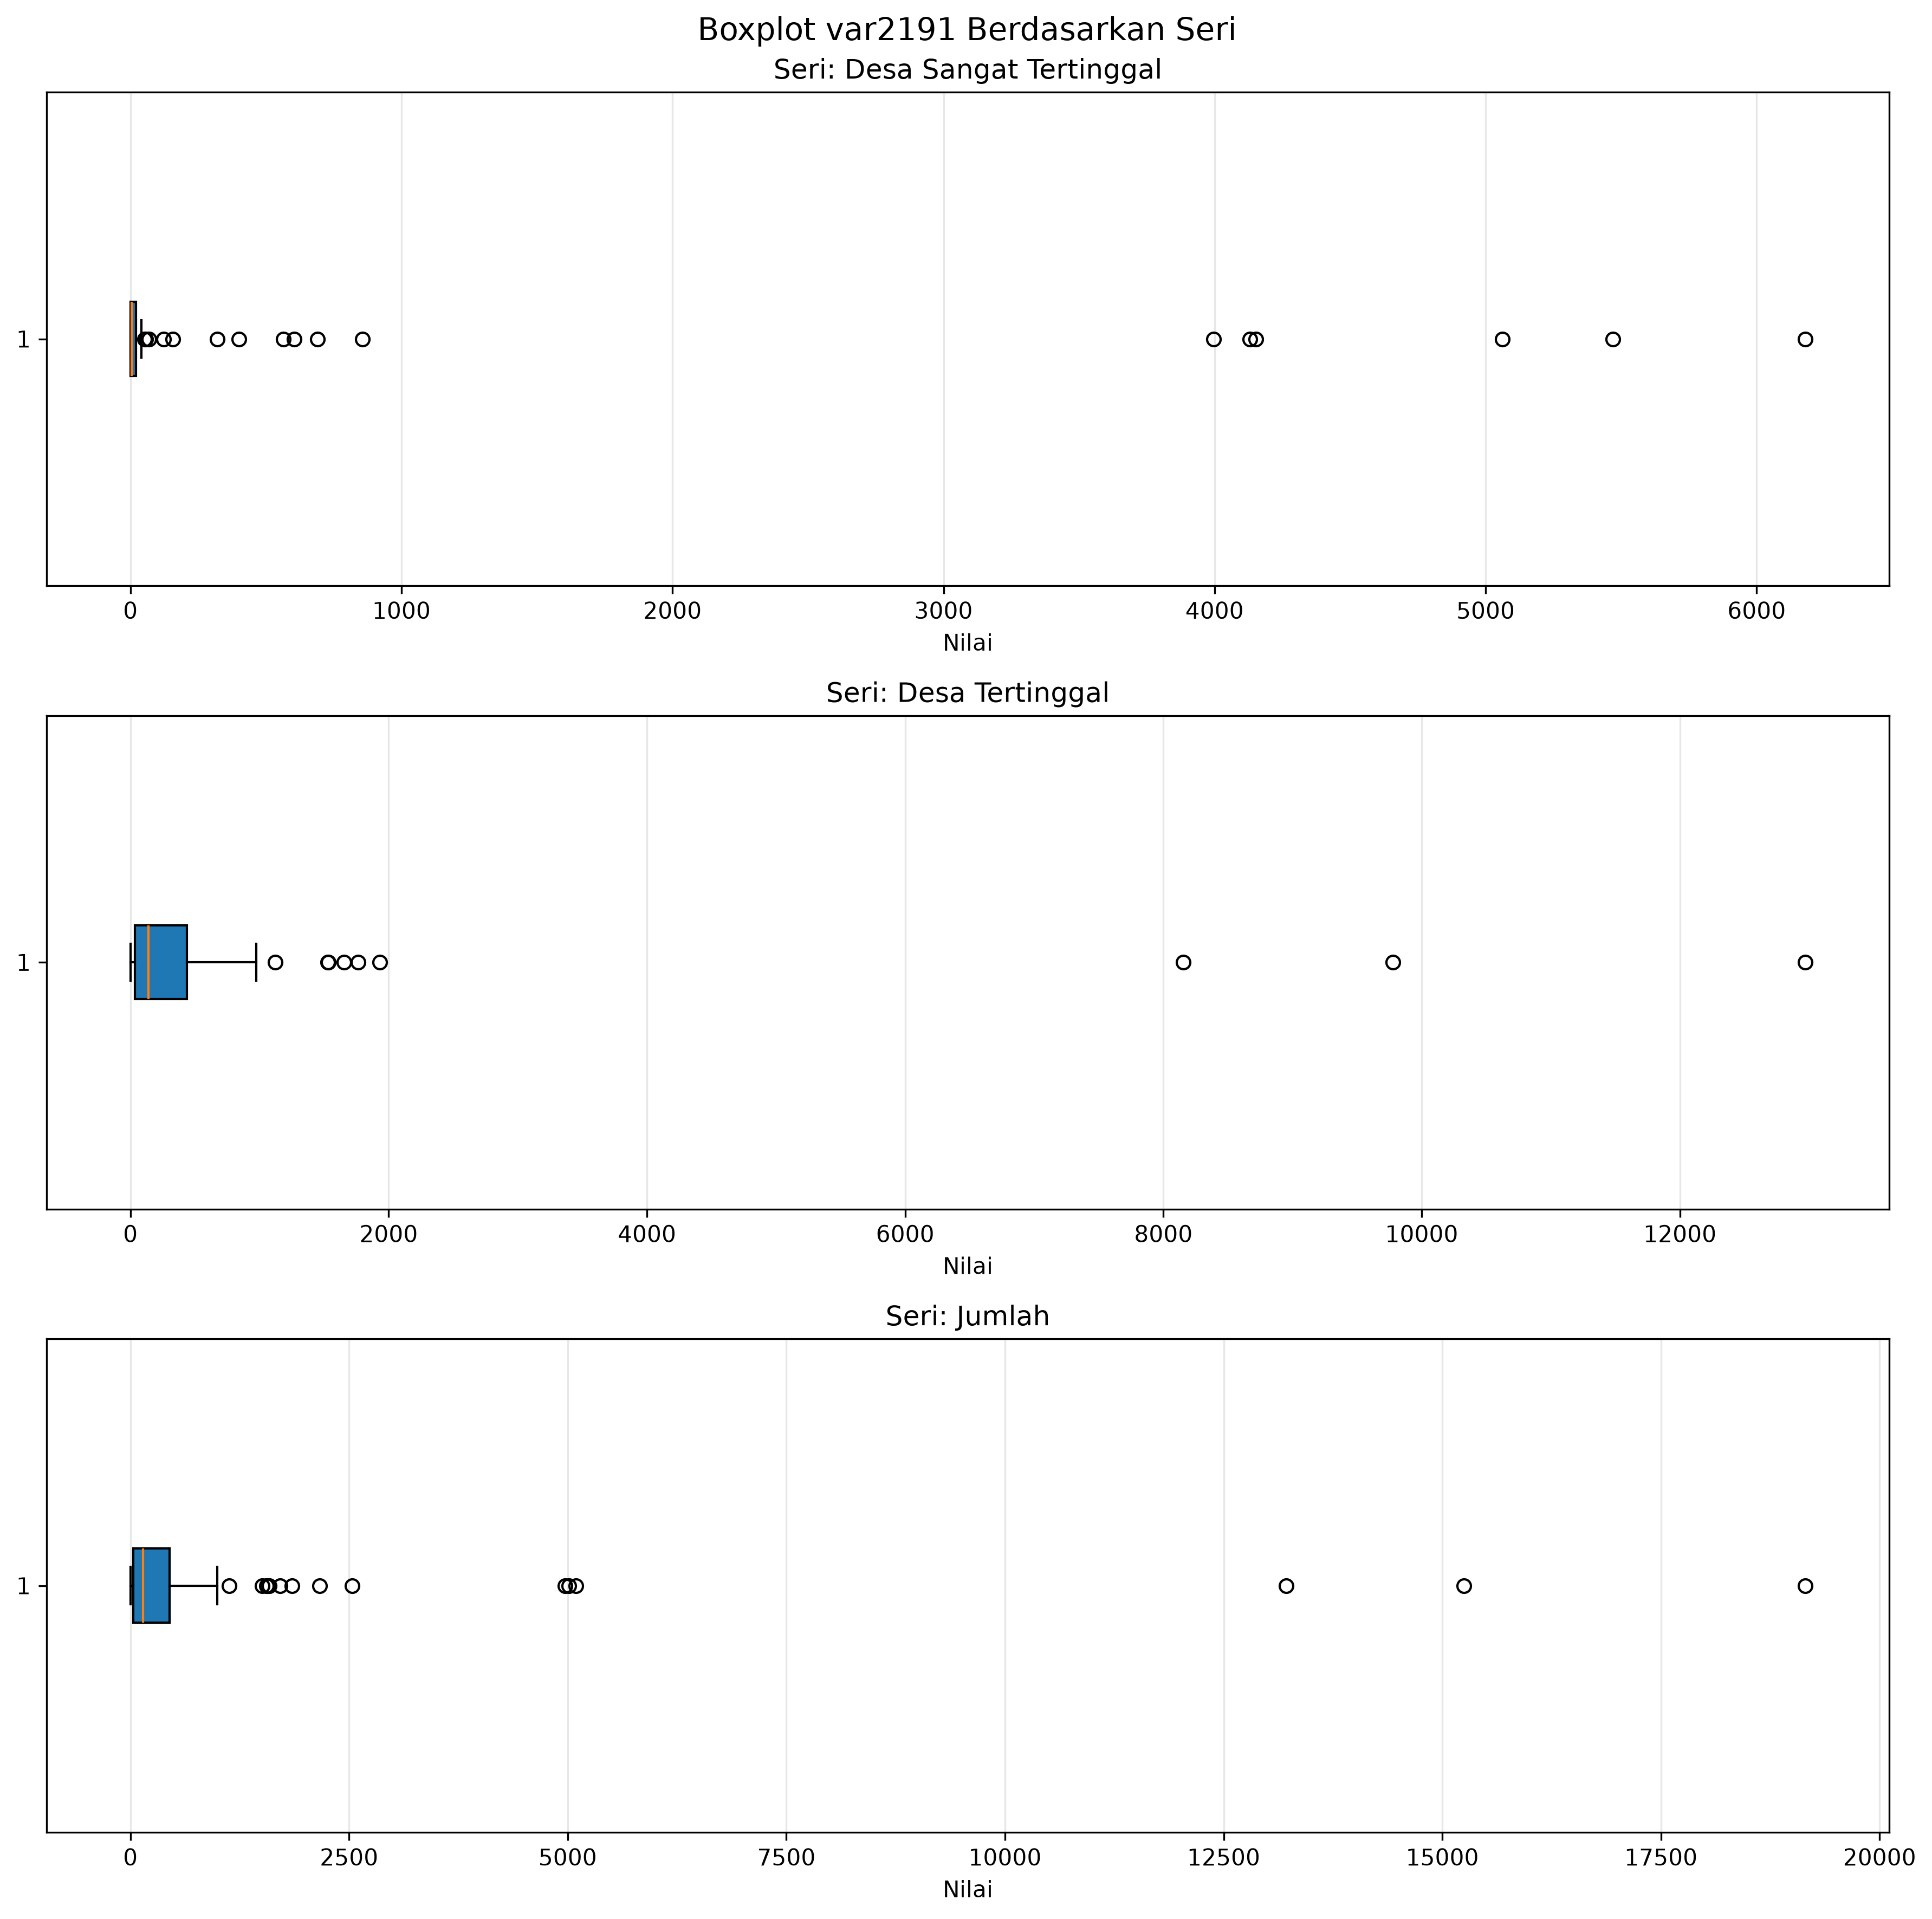 Boxplot var2191 Berdasarkan Seri
Seri: Desa Sangat Tertinggal
1
0 1000 2000 3000 4000 5000 6000
Nilai
Seri: Desa Tertinggal
1
0 2000 4000 6000 8000 10000 12000
Nilai
Seri: Jumlah
1
0 2500 5000 7500 10000 12500 15000 17500 20000
Nilai